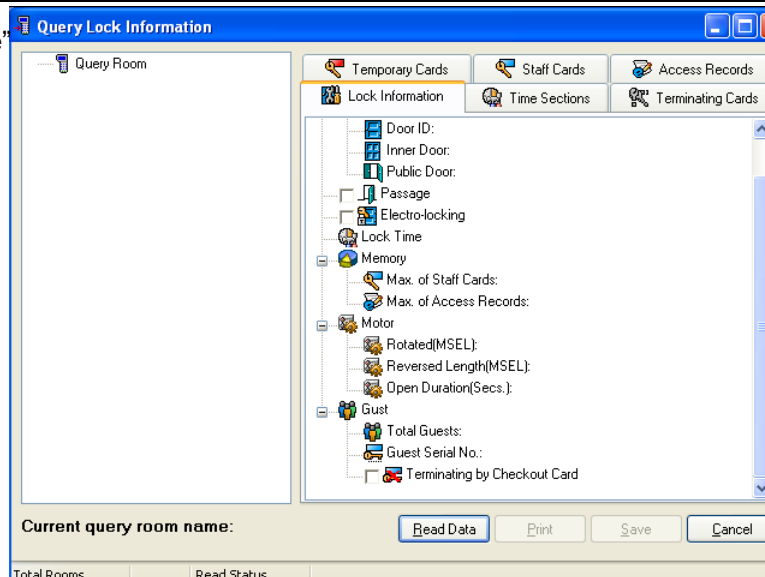 Query Lock Information
Query Room
Temporary Cards
Staff Cards
Access Records
Lock Information
Time Sections
Terminating Cards
Door ID:
Inner Door:
Public Door:
Passage
Electro-locking
Lock Time
Memory
Max. of Staff Cards:
Max. of Access Records:
Motor
Rotated(MSEL):
Reversed Length(MSEL):
Open Duration(Secs.):
Gust
Total Guests:
Guest Serial No.:
Terminating by Checkout Card
Current query room name:
Read Data
Print
Save
Cancel
Total Rooms
Read Status